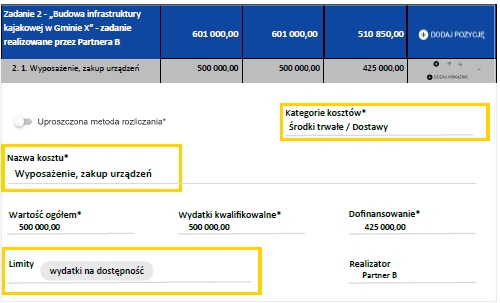 Zadanie 2 – „Budowa infrastruktury
kajakowej w Gminie X” - zadanie
realizowane przez Partnera B
601 000,00 601 000,00 510 850,00 DODAJ POZYCJĘ
2. 1. Wyposażenie, zakup urządzeń 500 000,00 500 000,00 425 000,00
DODAJ WSKAŹNIK
Kategorie kosztów*
Uproszczona metoda rozliczania*
Środki trwałe / Dostawy
Nazwa kosztu*
Wyposażenie, zakup urządzeń
Wartość ogółem* Wydatki kwalifikowalne* Dofinansowanie*
500 000,00 500 000,00 425 000,00
Limity wydatki na dostępność Realizator
Partner B